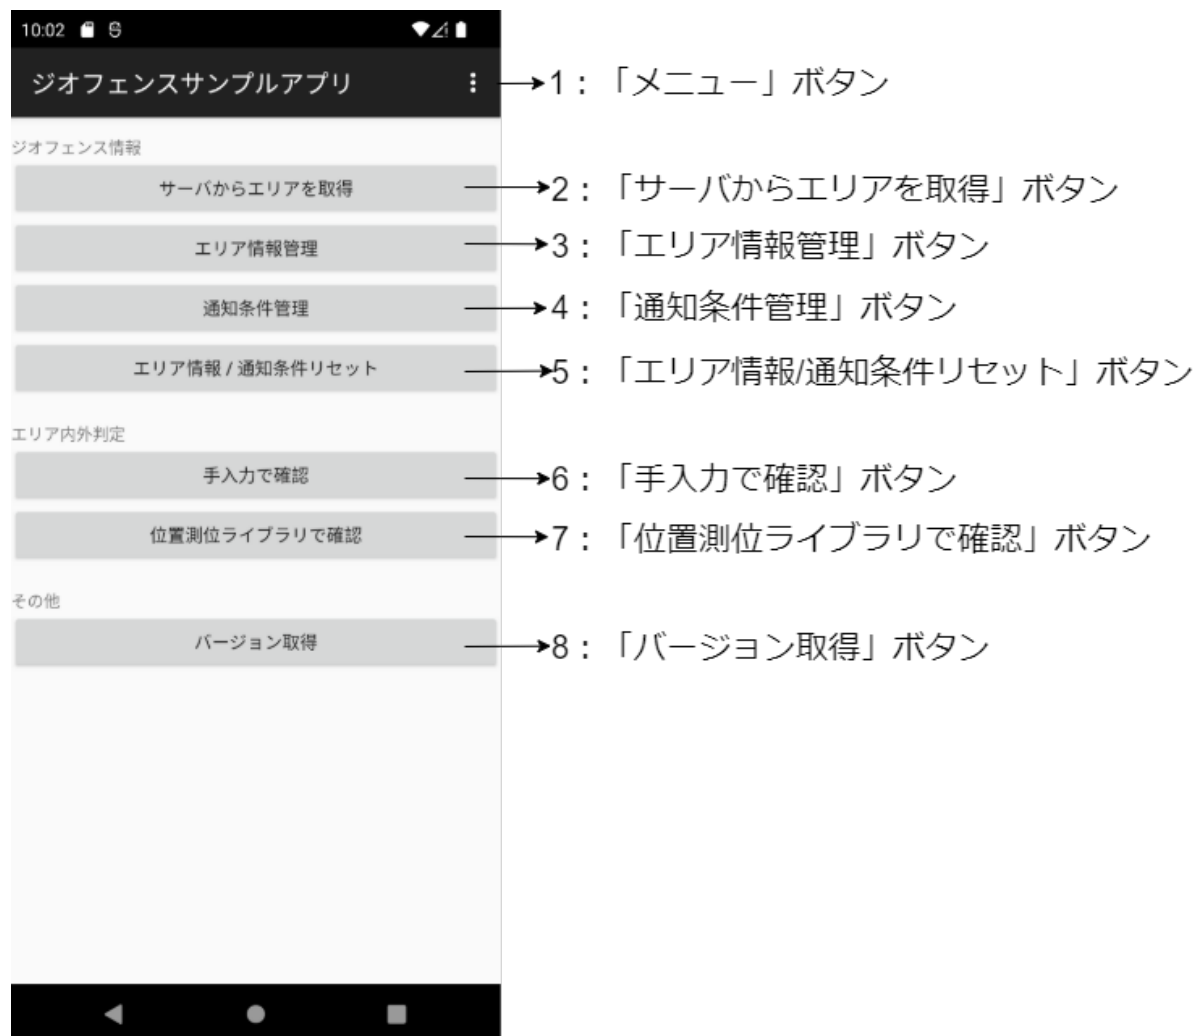 10:02
ジオフェンスサンプルアプリ
1：「メニュー」ボタン
ジオフェンス情報
サーバからエリアを取得
2：「サーバからエリアを取得」ボタン
エリア情報管理
3：「エリア情報管理」ボタン
通知条件管理
4：「通知条件管理」ボタン
エリア情報 / 通知条件リセット
5：「エリア情報/通知条件リセット」ボタン
エリア内外判定
手入力で確認
6：「手入力で確認」ボタン
位置測位ライブラリで確認
7：「位置測位ライブラリで確認」ボタン
その他
バージョン取得
8：「バージョン取得」ボタン